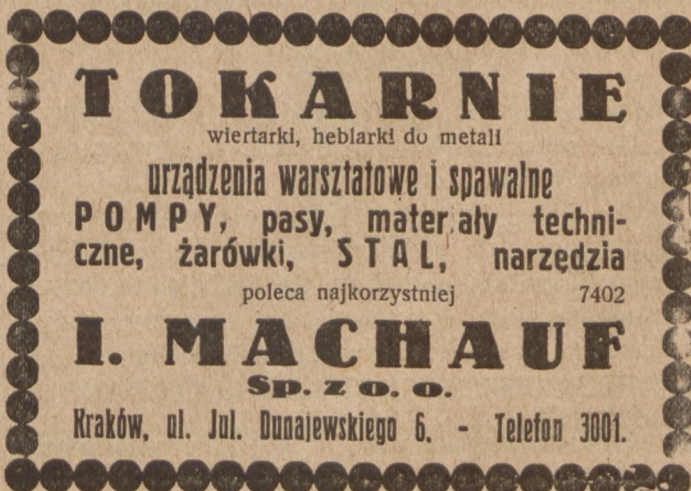 TOKARNIE
wiertarki, heblarki do metali
urządzenia warsztatowe i spawalne
POMPY, pasy, materiały techni-
czne, żarówki, STAL, narzędzia
poleca najkorzystniej 7402
I. MACHAUF
Sp. z o. o.
Kraków, ul. Jul. Dunajewskiego 6. - Telefon 3001.